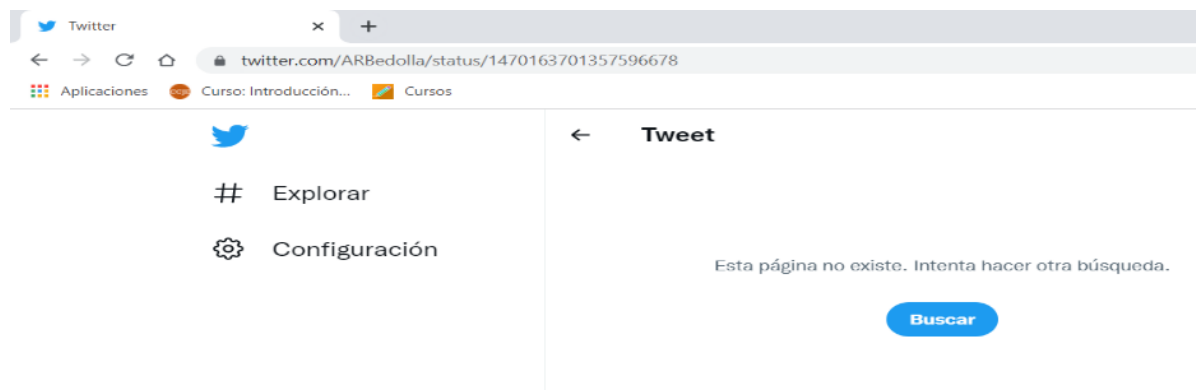 Twitter
twitter.com/ARBedolla/status/1470163701357596678
Aplicaciones Curso: Introducción... Cursos
Tweet
Explorar
Configuración
Esta página no existe. Intenta hacer otra búsqueda.
Buscar